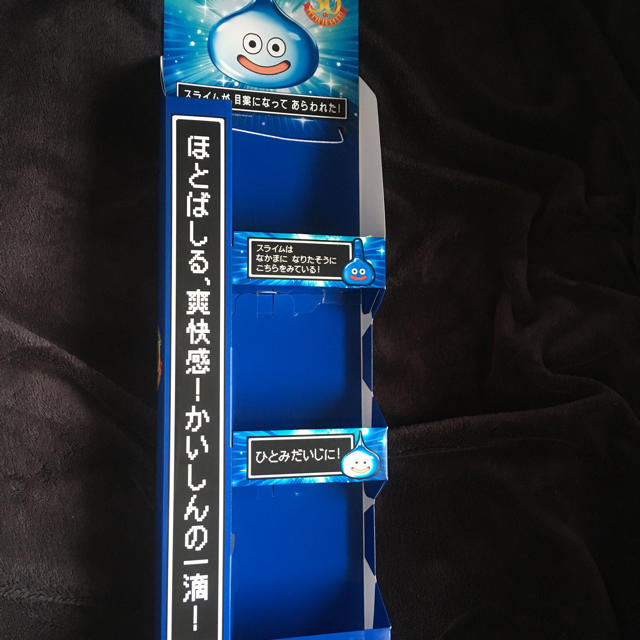 30th
Anniversary
スライムが 目薬になって あらわれた!
ほとばしる、爽快感!かいしんの一滴!
スライムは
なかまに なりたそうに
こちらをみている!
ひとみだいじに!